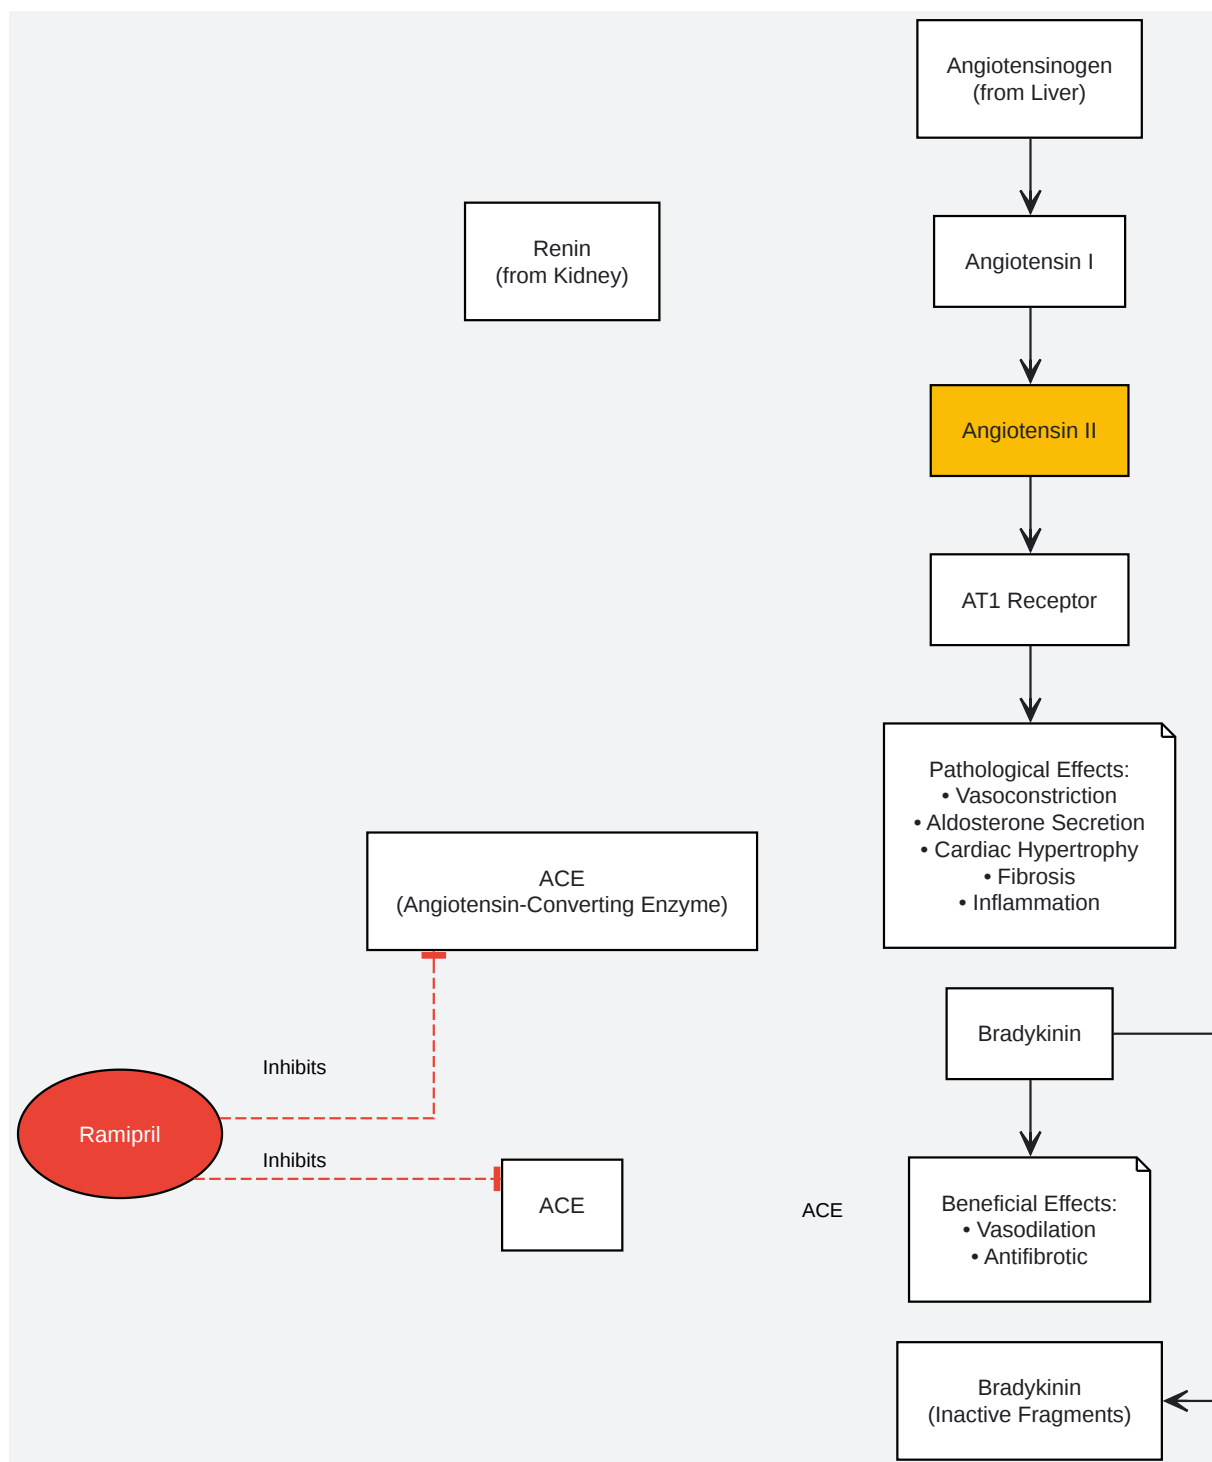 Angiotensinogen
(from Liver)
Renin
(from Kidney)
Angiotensin I
Angiotensin II
AT1 Receptor
Pathological Effects:
• Vasoconstriction
• Aldosterone Secretion
• Cardiac Hypertrophy
• Fibrosis
• Inflammation
ACE
(Angiotensin-Converting Enzyme)
Bradykinin
Inhibits
Ramipril
Inhibits
ACE
ACE
Beneficial Effects:
• Vasodilation
• Antifibrotic
Bradykinin
(Inactive Fragments)